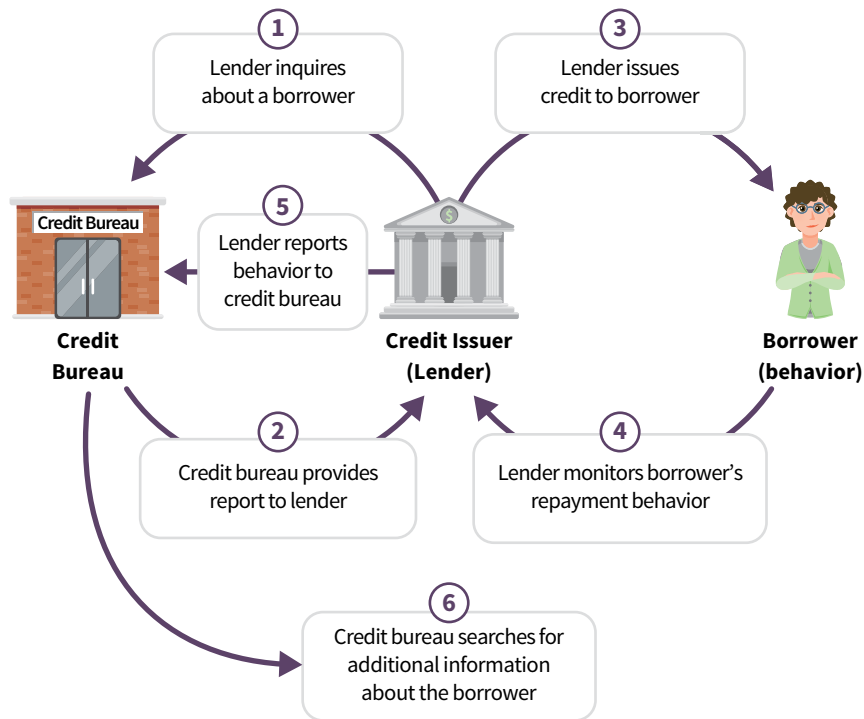 1
Lender inquires
about a borrower
3
Lender issues
credit to borrower
5
Lender reports
behavior to
credit bureau
Credit Bureau
$
Credit
Bureau
Credit Issuer
(Lender)
Borrower
(behavior)
2
Credit bureau provides
report to lender
4
Lender monitors borrower’s
repayment behavior
6
Credit bureau searches for
additional information
about the borrower